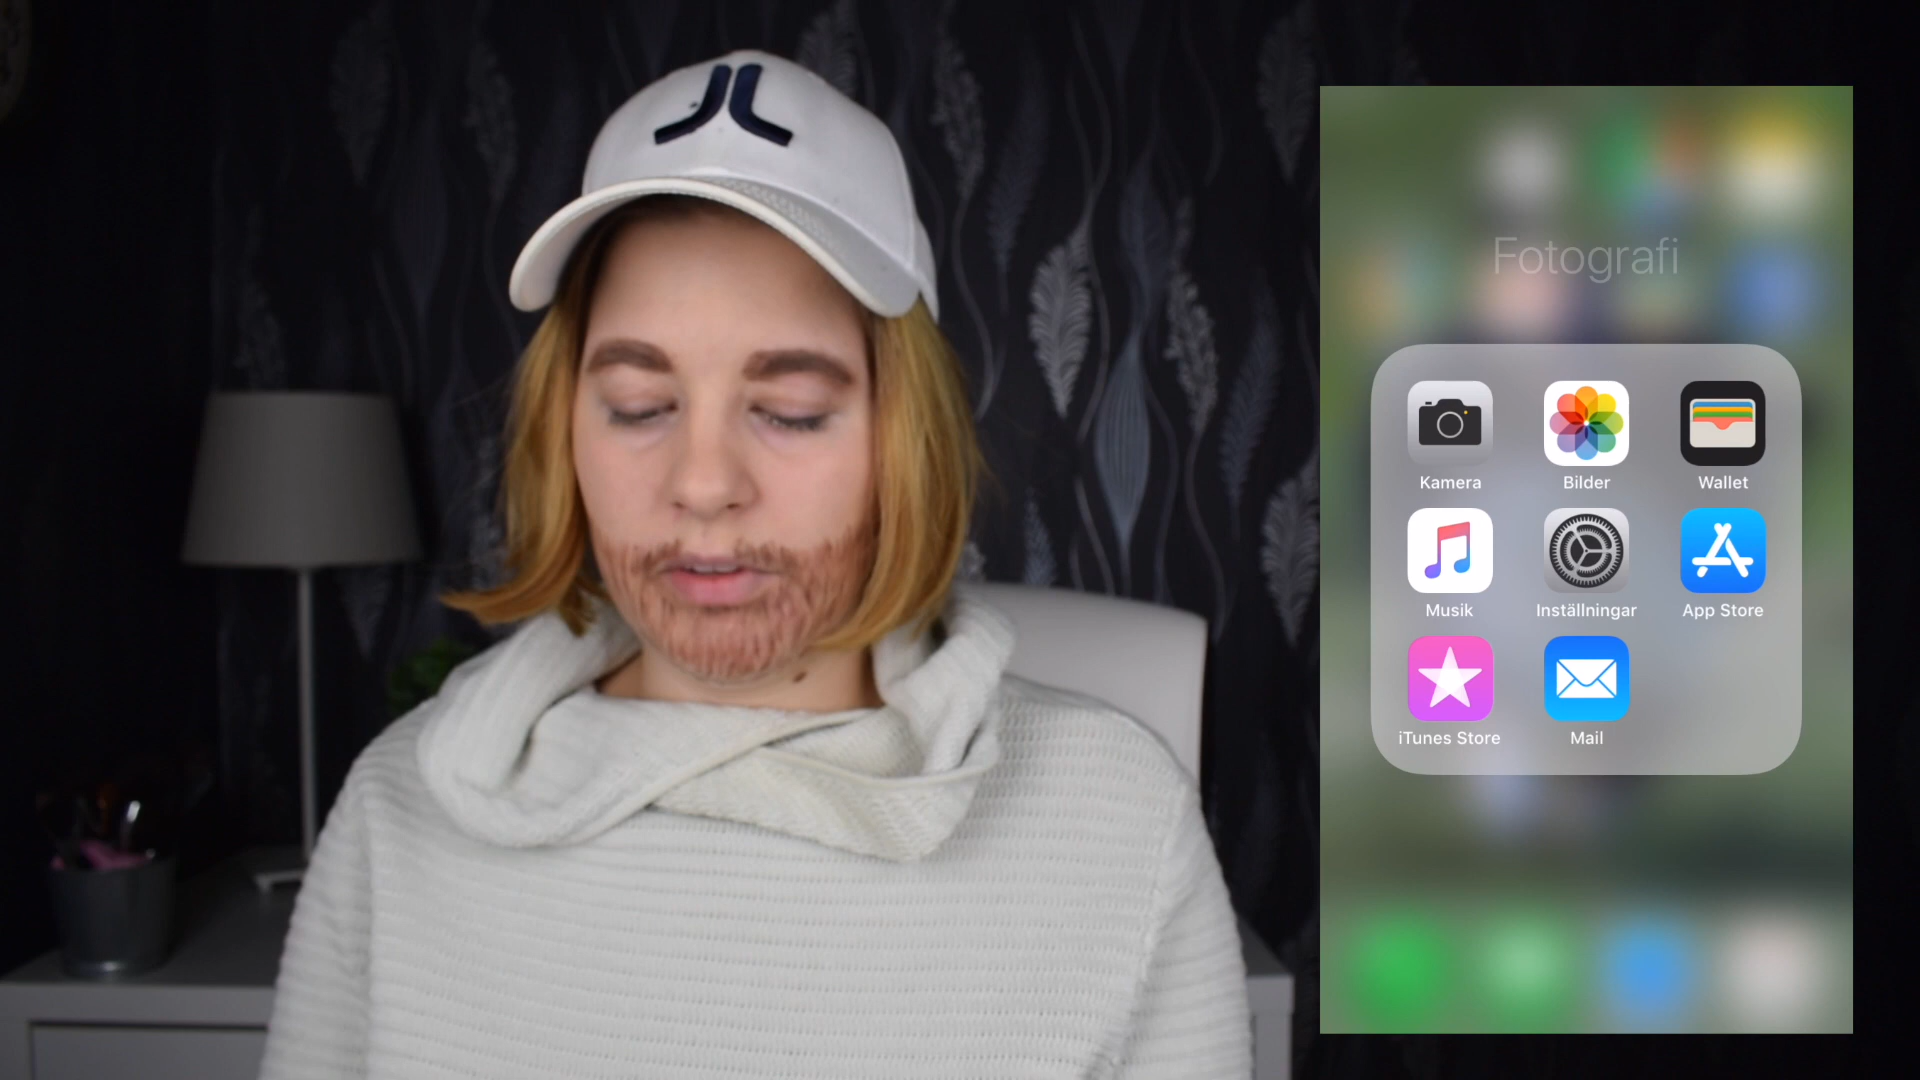 Fotografi
Kamera
Bilder
Wallet
Musik
Inställningar
App Store
iTunes Store
Mail